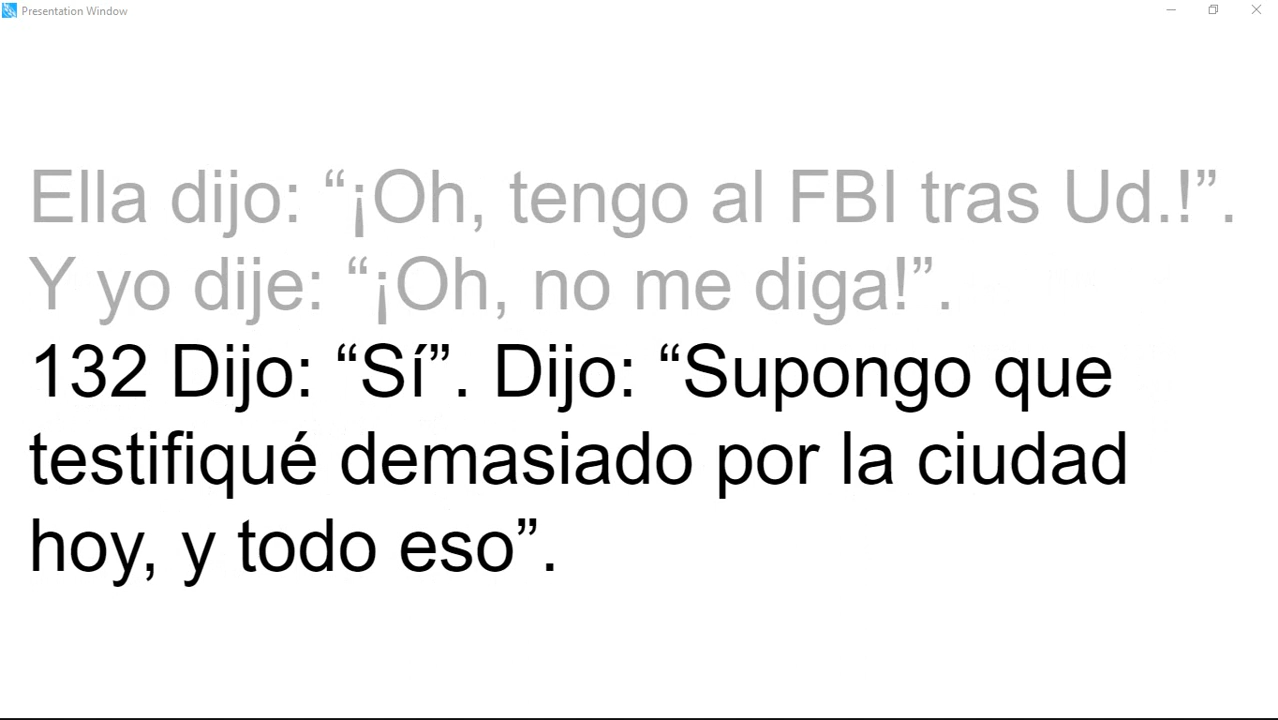 Presentation Window
Ella dijo: “¡Oh, tengo al FBI tras Ud.!”.
Y yo dije: “¡Oh, no me diga!”.
132 Dijo: “Sí”. Dijo: “Supongo que
testifiqué demasiado por la ciudad
hoy, y todo eso”.